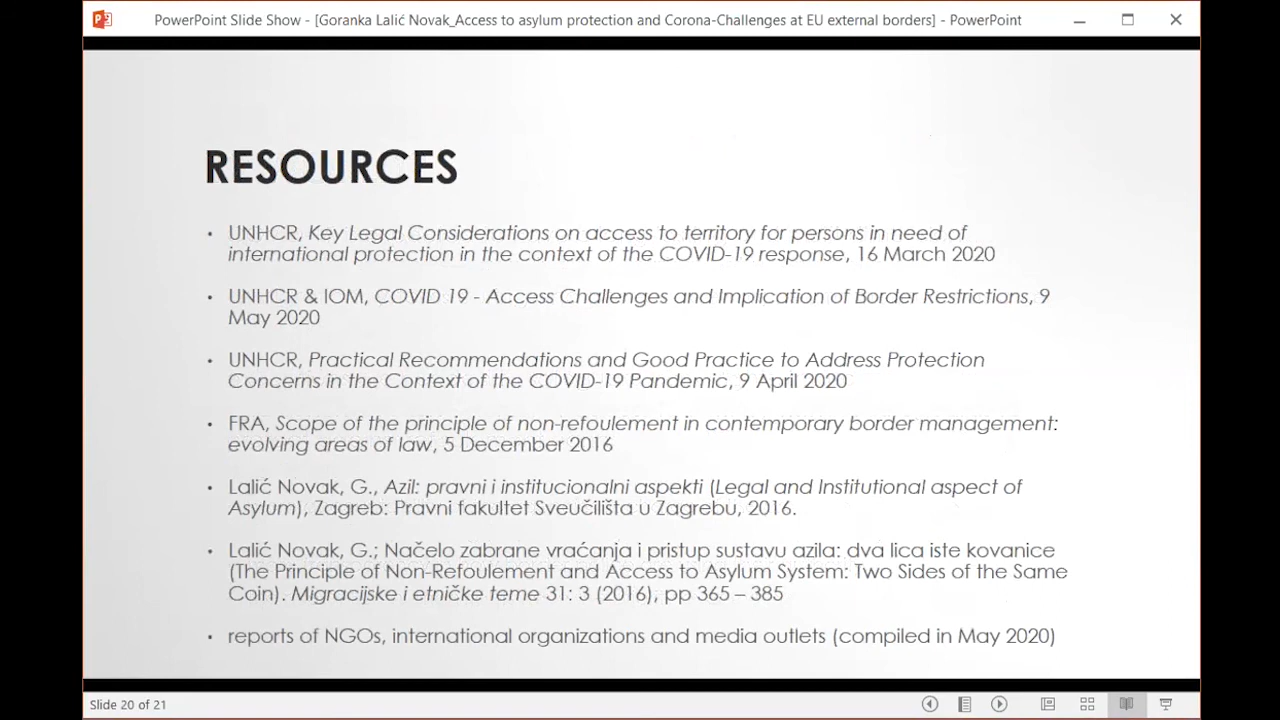 PowerPoint Slide Show - [Goranka Lalić Novak_Access to asylum protection and Corona-Challenges at EU external borders] - PowerPoint
RESOURCES
• UNHCR, Key Legal Considerations on access to territory for persons in need of
international protection in the context of the COVID-19 response, 16 March 2020
• UNHCR & IOM, COVID 19 - Access Challenges and Implication of Border Restrictions, 9
May 2020
• UNHCR, Practical Recommendations and Good Practice to Address Protection
Concerns in the Context of the COVID-19 Pandemic, 9 April 2020
• FRA, Scope of the principle of non-refoulement in contemporary border management:
evolving areas of law, 5 December 2016
• Lalić Novak, G., Azil: pravni i institucionalni aspekti (Legal and Institutional aspect of
Asylum), Zagreb: Pravni fakultet Sveučilišta u Zagrebu, 2016.
• Lalić Novak, G.; Načelo zabrane vraćanja i pristup sustavu azila: dva lica iste kovanice
(The Principle of Non-Refoulement and Access to Asylum System: Two Sides of the Same
Coin). Migracijske i etničke teme 31: 3 (2016), pp 365 – 385
• reports of NGOs, international organizations and media outlets (compiled in May 2020)
Slide 20 of 21